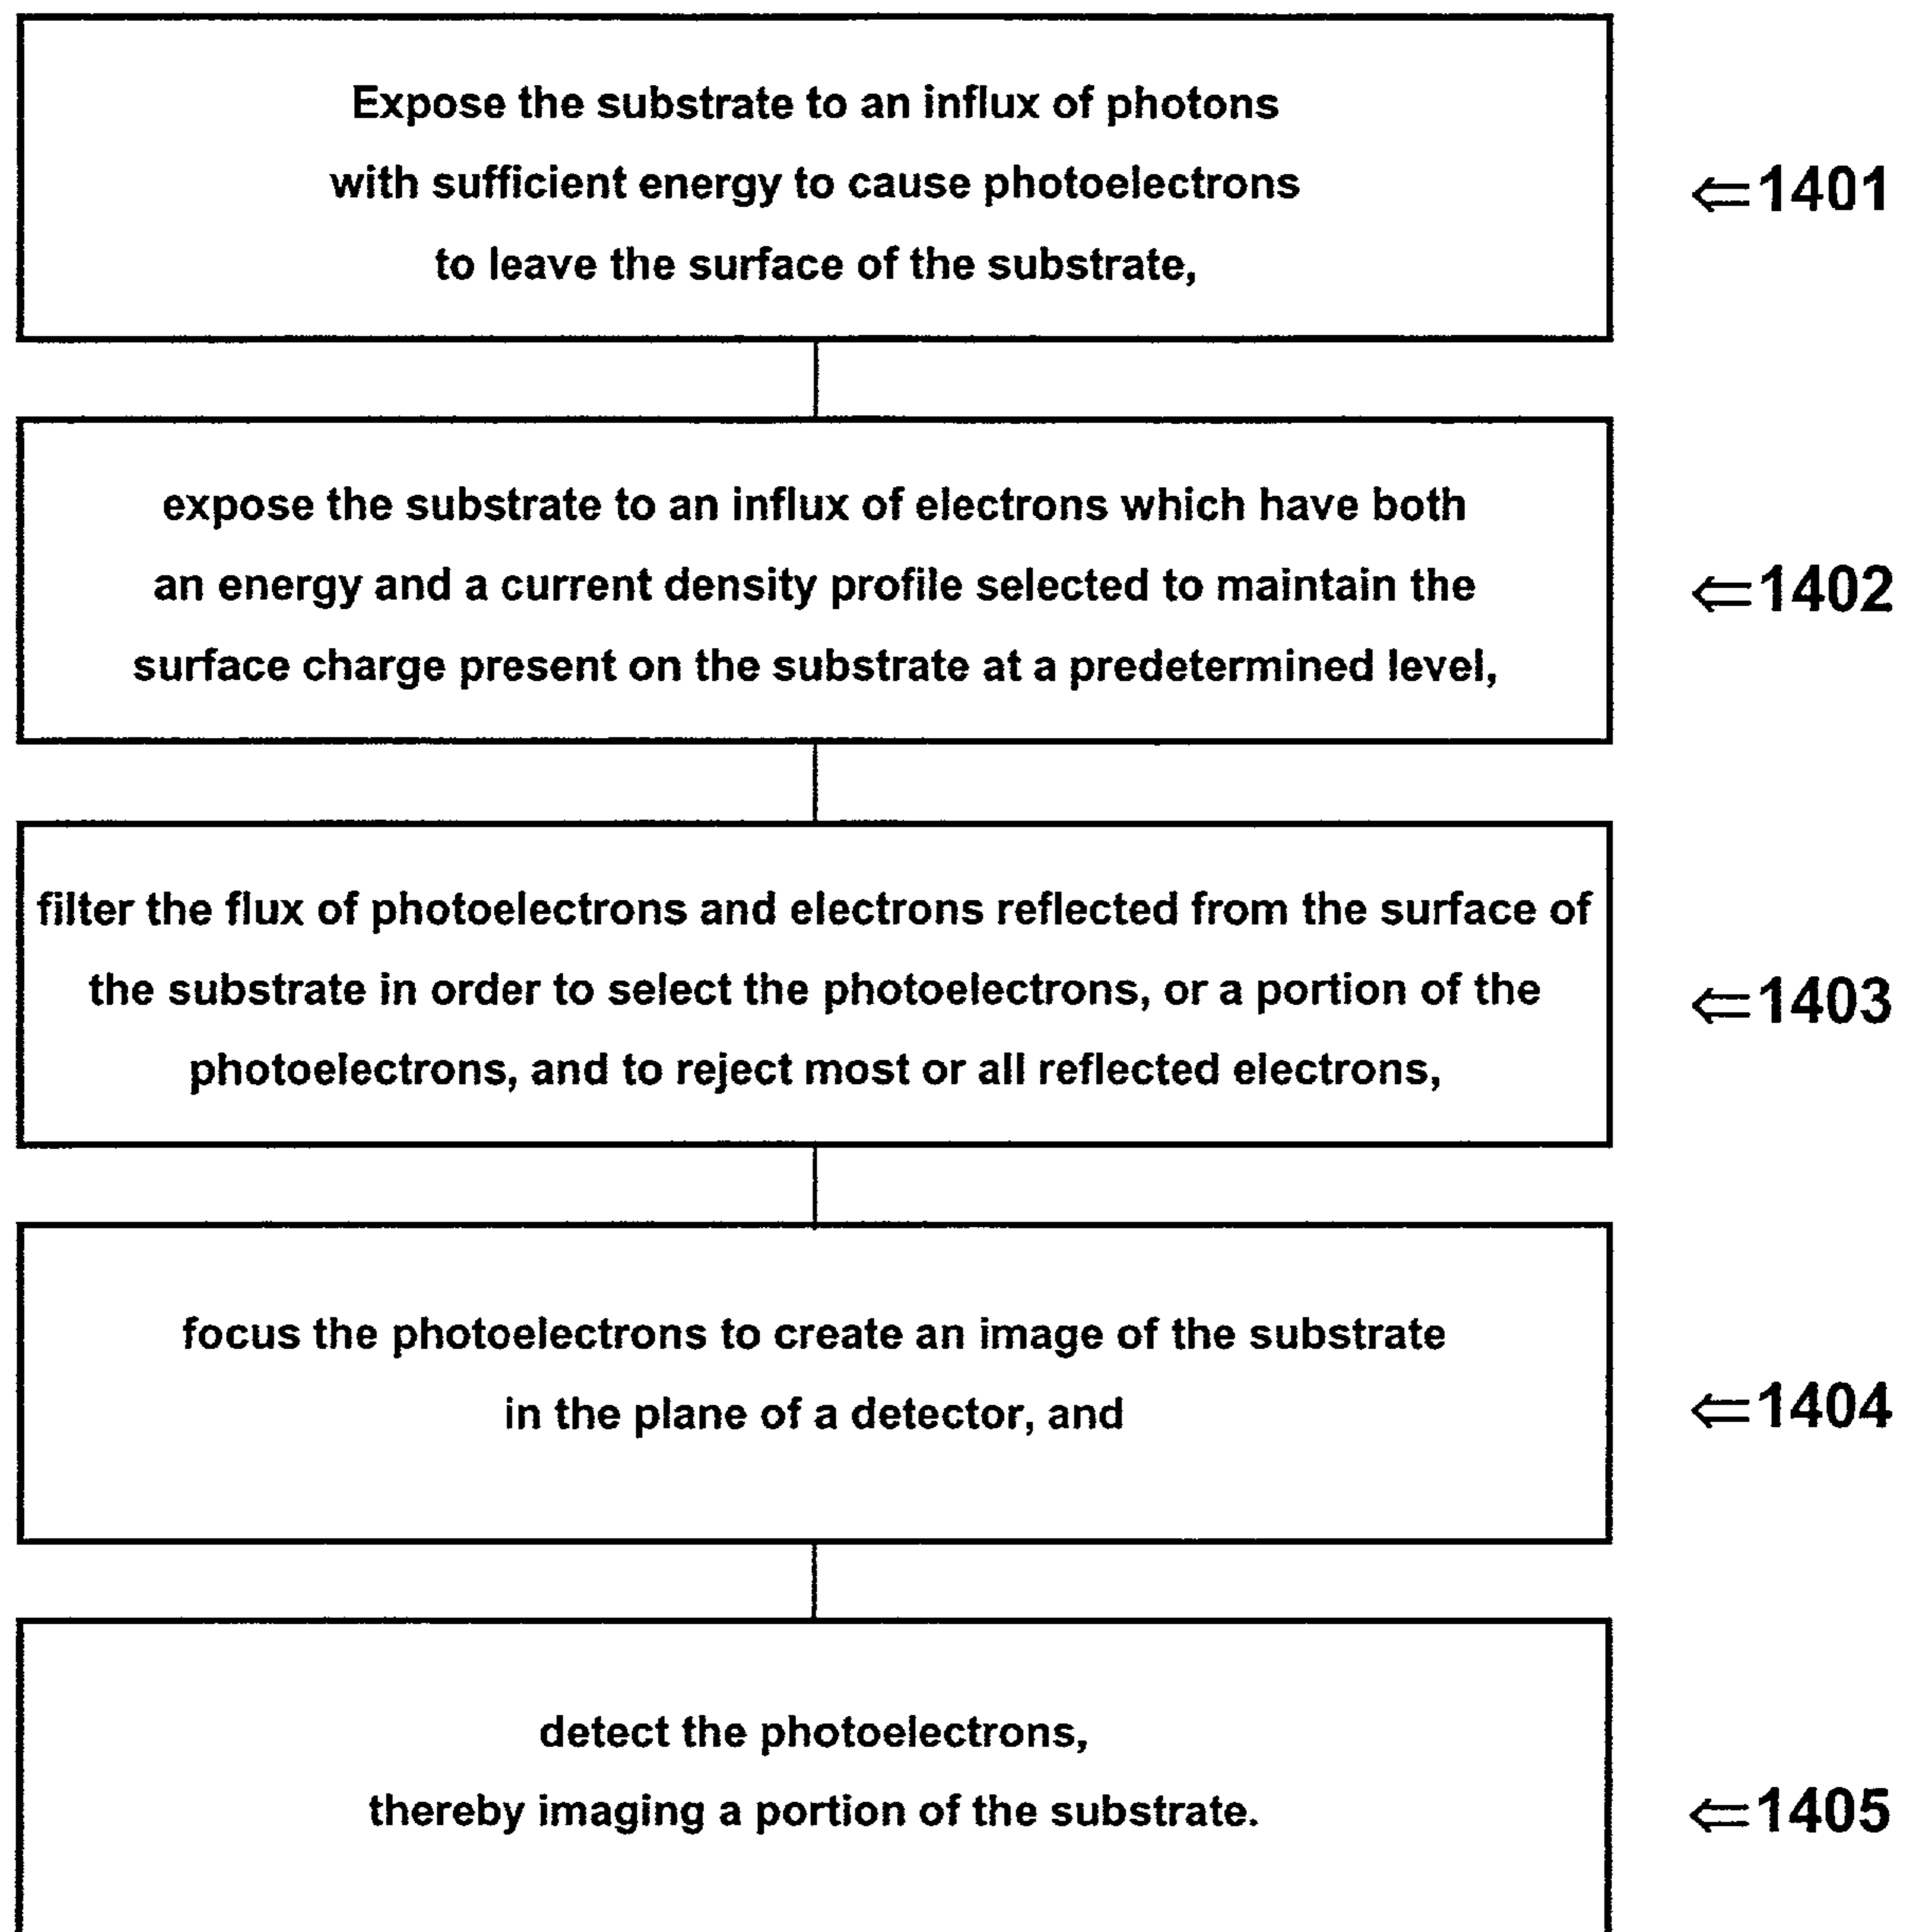 Expose the substrate to an influx of photons
with sufficient energy to cause photoelectrons
to leave the surface of the substrate,
⇐1401
expose the substrate to an influx of electrons which have both
an energy and a current density profile selected to maintain the
surface charge present on the substrate at a predetermined level,
⇐1402
filter the flux of photoelectrons and electrons reflected from the surface of
the substrate in order to select the photoelectrons, or a portion of the
photoelectrons, and to reject most or all reflected electrons,
⇐1403
focus the photoelectrons to create an image of the substrate
in the plane of a detector, and
⇐1404
detect the photoelectrons,
thereby imaging a portion of the substrate.
⇐1405